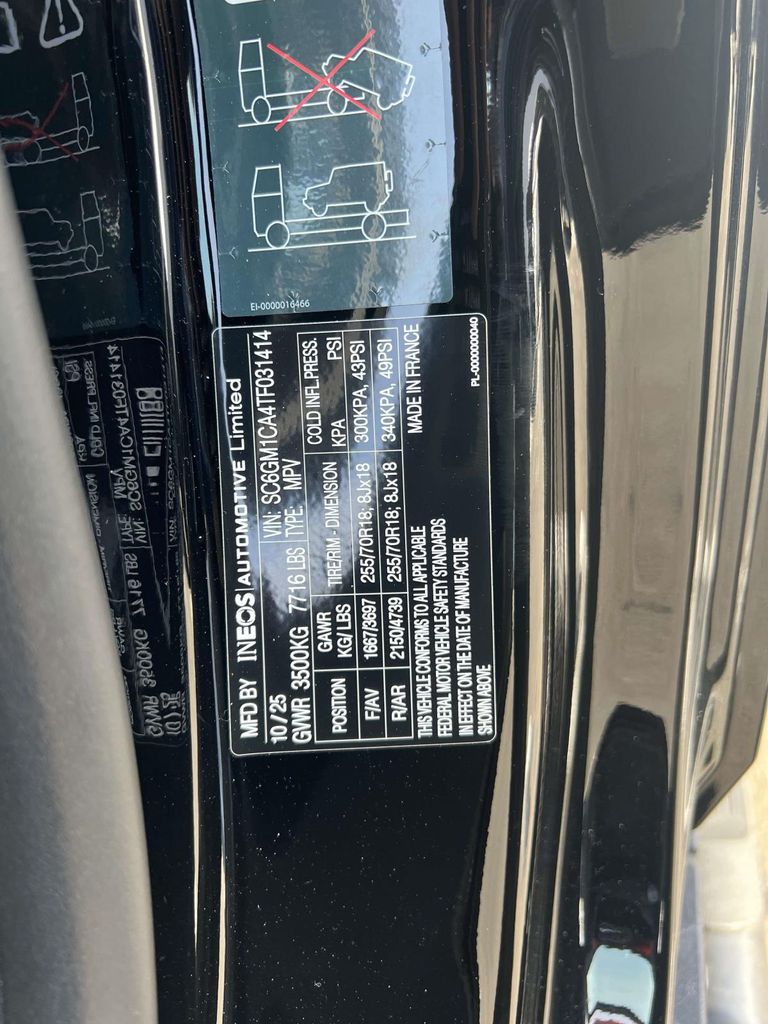 EI-0000016466
MFD BY INEOS AUTOMOTIVE Limited
10/25 VIN: SC6GM1CA4TF031414
GVWR 3500KG 7716 LBS TYPE: MPV
POSITION GAWR KG/LBS TIRE/RIM - DIMENSION COLD INFL.PRESS. KPA PSI
F/AV 1667/3697 255/70R18; 8Jx18 300KPA, 43PSI
R/AR 2150/4739 255/70R18; 8Jx18 340KPA, 49PSI
THIS VEHICLE CONFORMS TO ALL APPLICABLE MADE IN FRANCE
FEDERAL MOTOR VEHICLE SAFETY STANDARDS
IN EFFECT ON THE DATE OF MANUFACTURE
SHOWN ABOVE
PL-0000000040